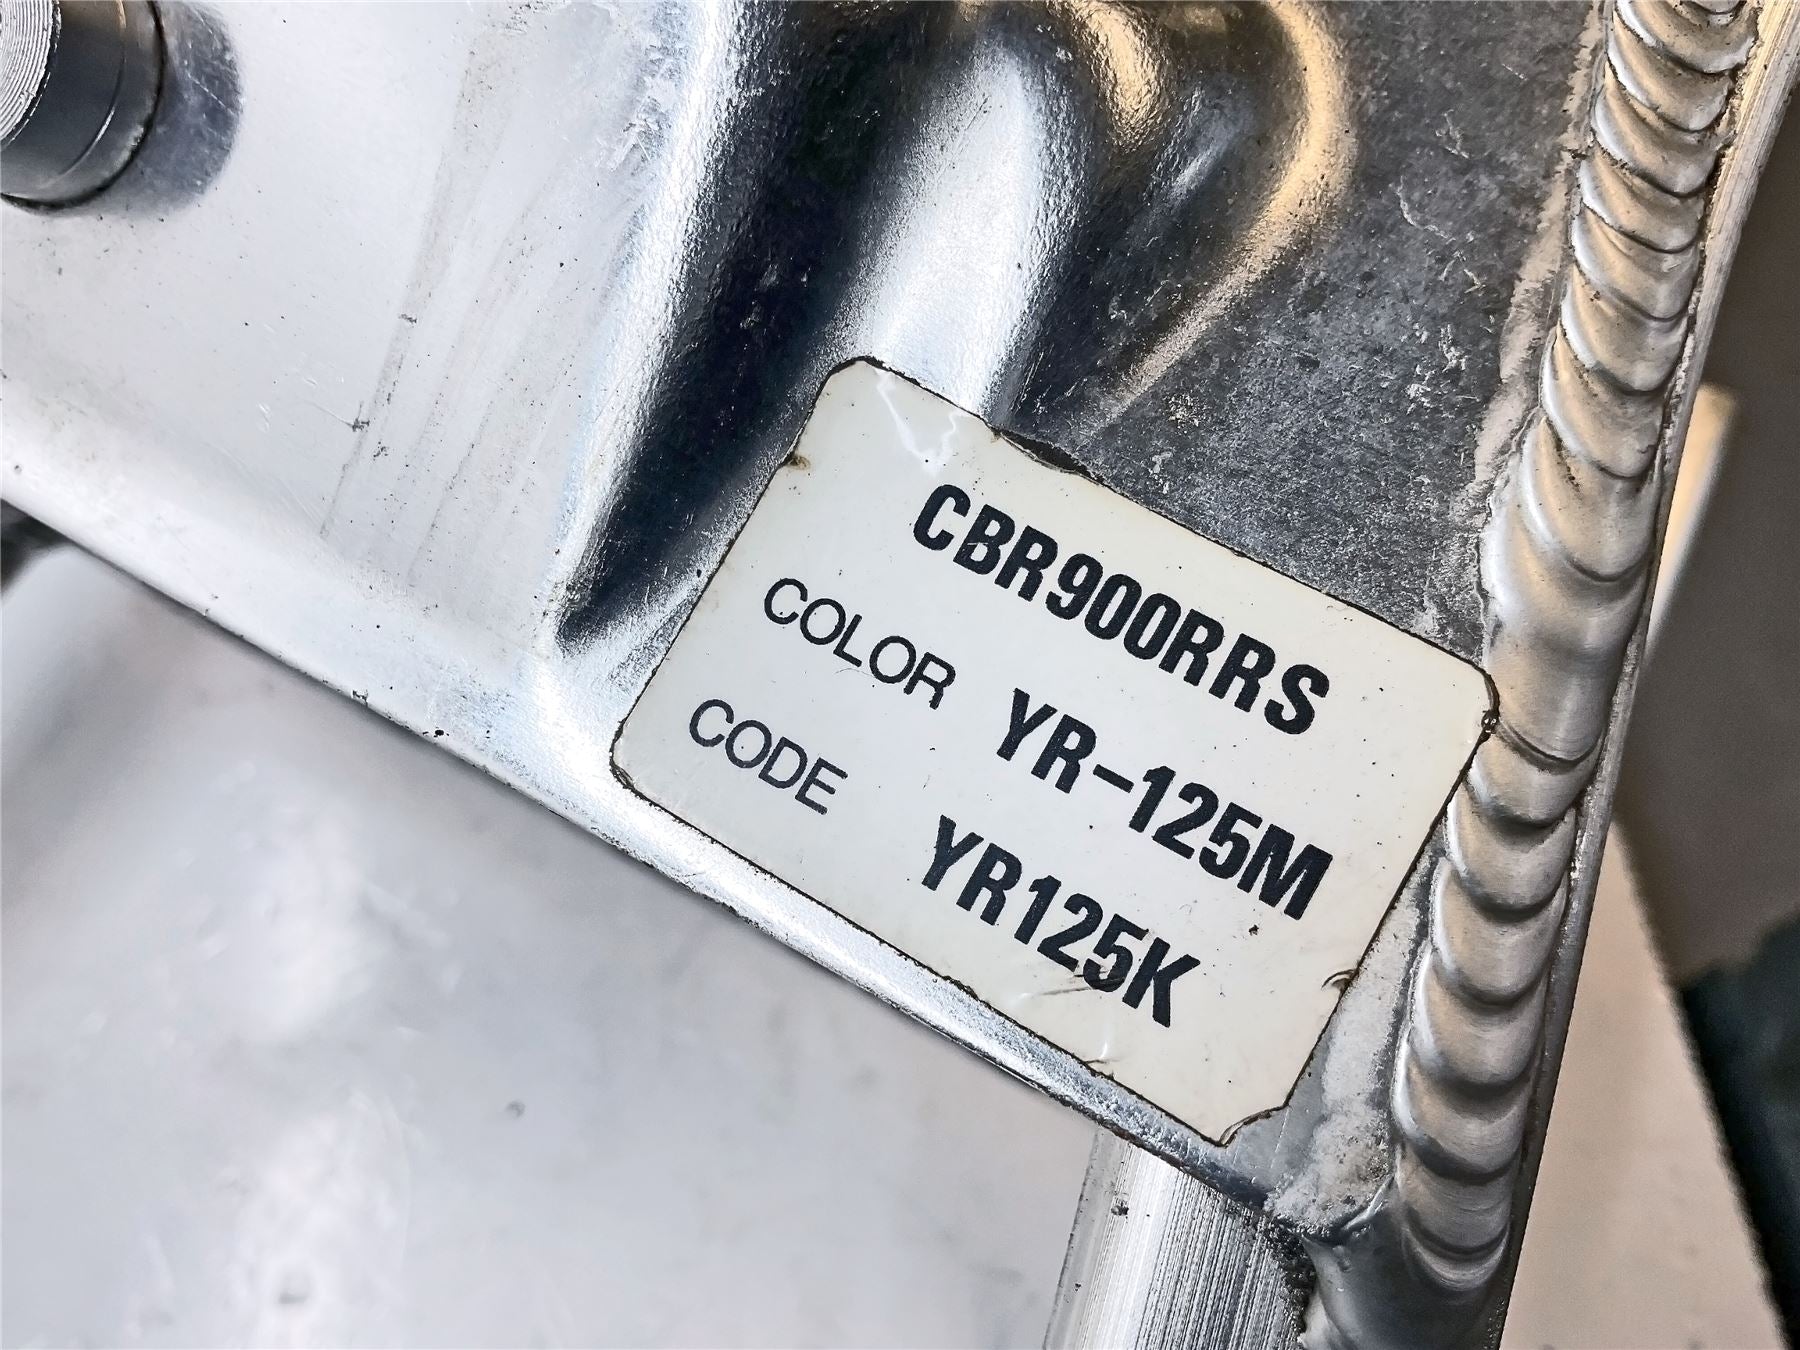 CBR900RRS
COLOR YR-125M
CODE YR125K